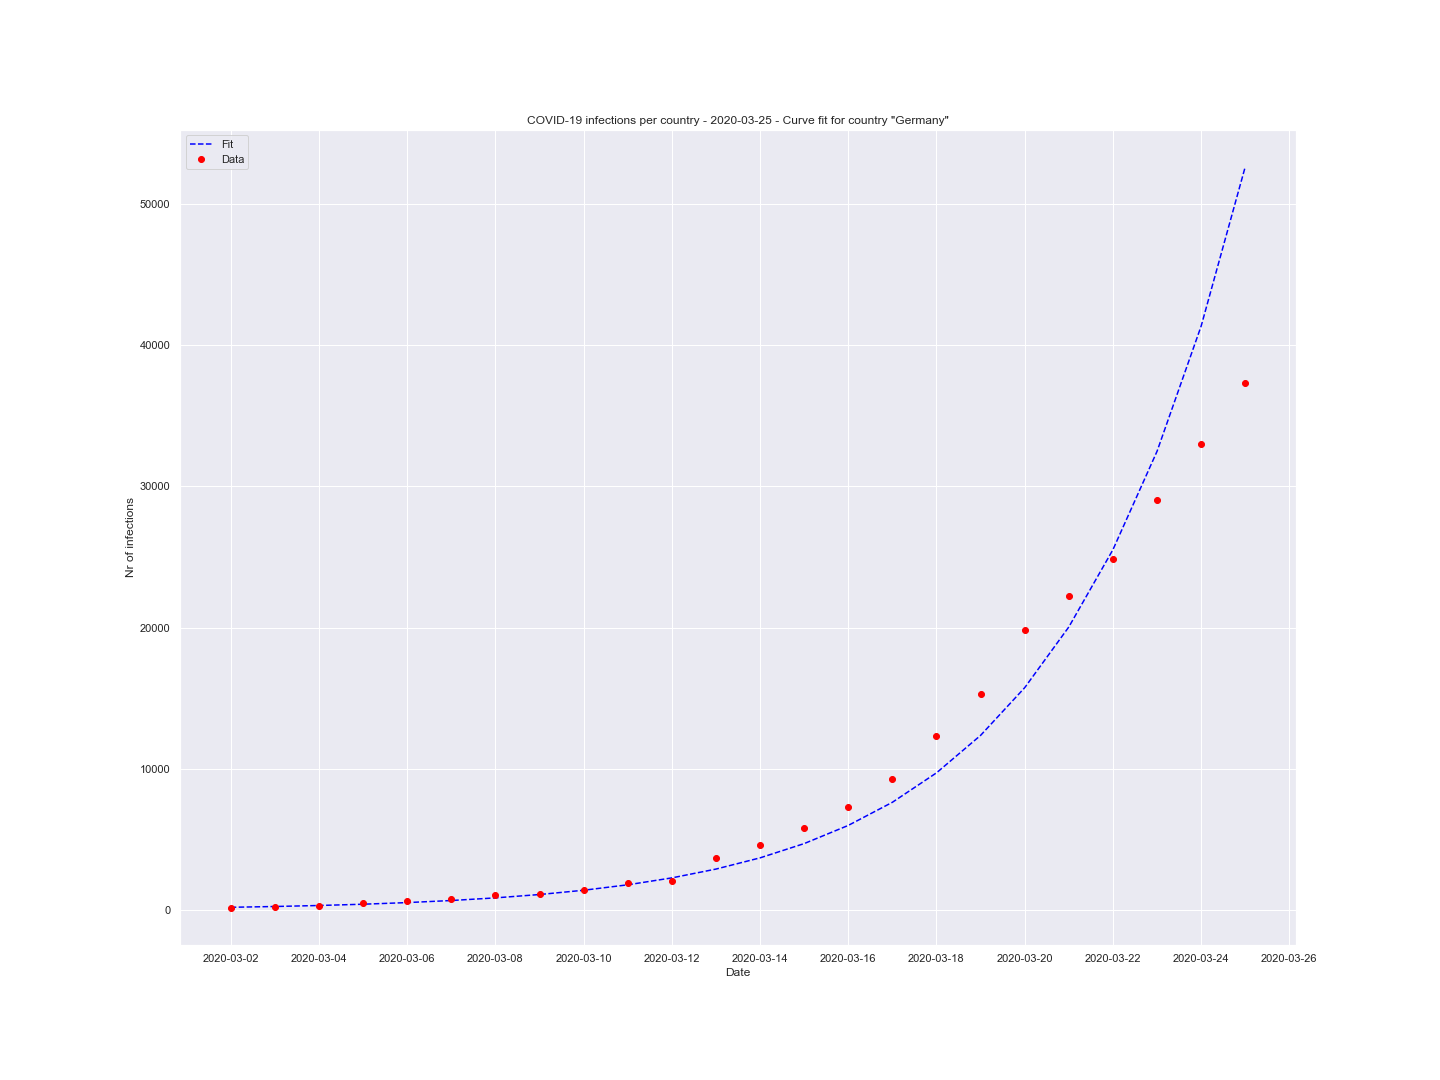 COVID-19 infections per country - 2020-03-25 - Curve fit for country "Germany"
Fit
Data
50000
40000
30000
20000
10000
0
Nr of infections
2020-03-02 2020-03-04 2020-03-06 2020-03-08 2020-03-10 2020-03-12 2020-03-14 2020-03-16 2020-03-18 2020-03-20 2020-03-22 2020-03-24 2020-03-26
Date